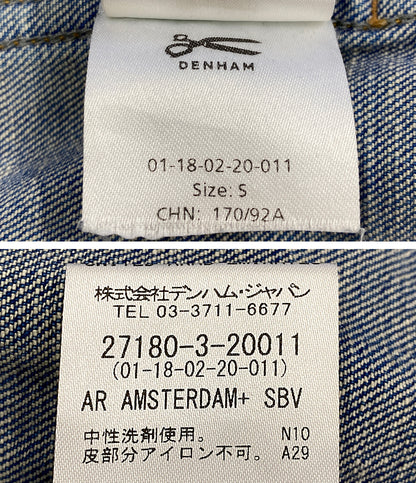 DENHAM
01-18-02-20-011
Size: S
CHN: 170/92A
株式会社デンハム・ジャパン
TEL 03-3711-6677
27180-3-20011
(01-18-02-20-011)
AR AMSTERDAM+ SBV
中性洗剤使用。 N10
皮部分アイロン不可。 A29